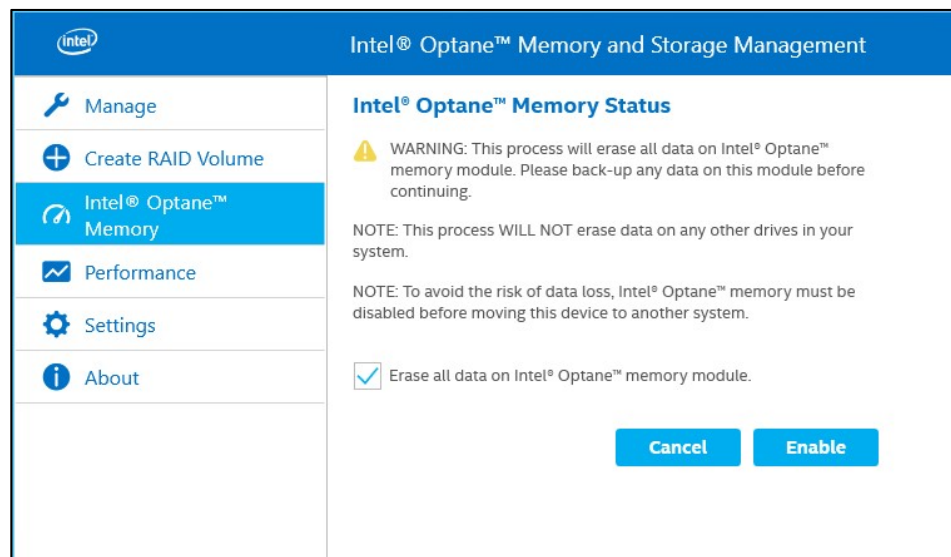 intel
Intel® Optane™ Memory and Storage Management
Manage
Create RAID Volume
Intel® Optane™
Memory
Performance
Settings
About
Intel® Optane™ Memory Status
WARNING: This process will erase all data on Intel® Optane™
memory module. Please back-up any data on this module before
continuing.
NOTE: This process WILL NOT erase data on any other drives in your
system.
NOTE: To avoid the risk of data loss, Intel® Optane™ memory must be
disabled before moving this device to another system.
Erase all data on Intel® Optane™ memory module.
Cancel
Enable